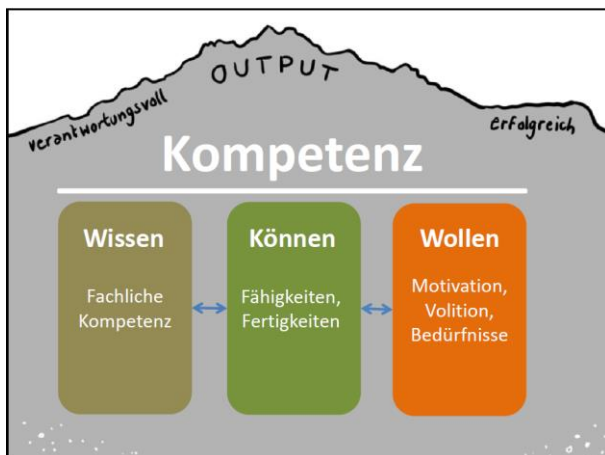 OUTPUT
verantwortungsvoll
erfolgreich
Kompetenz
Wissen
Fachliche
Kompetenz
Können
Fähigkeiten,
Fertigkeiten
Wollen
Motivation,
Volition,
Bedürfnisse